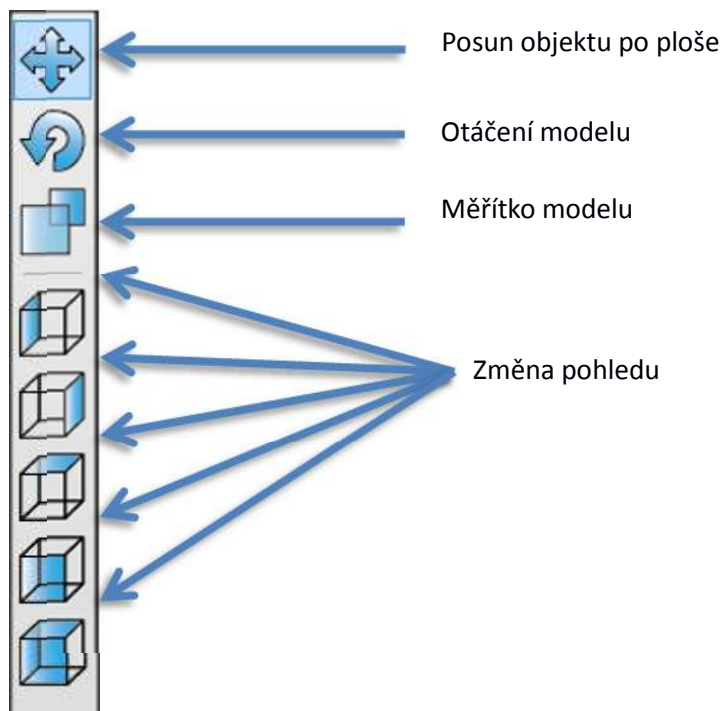 Posun objektu po ploše
Otáčení modelu
Měřítko modelu
Změna pohledu